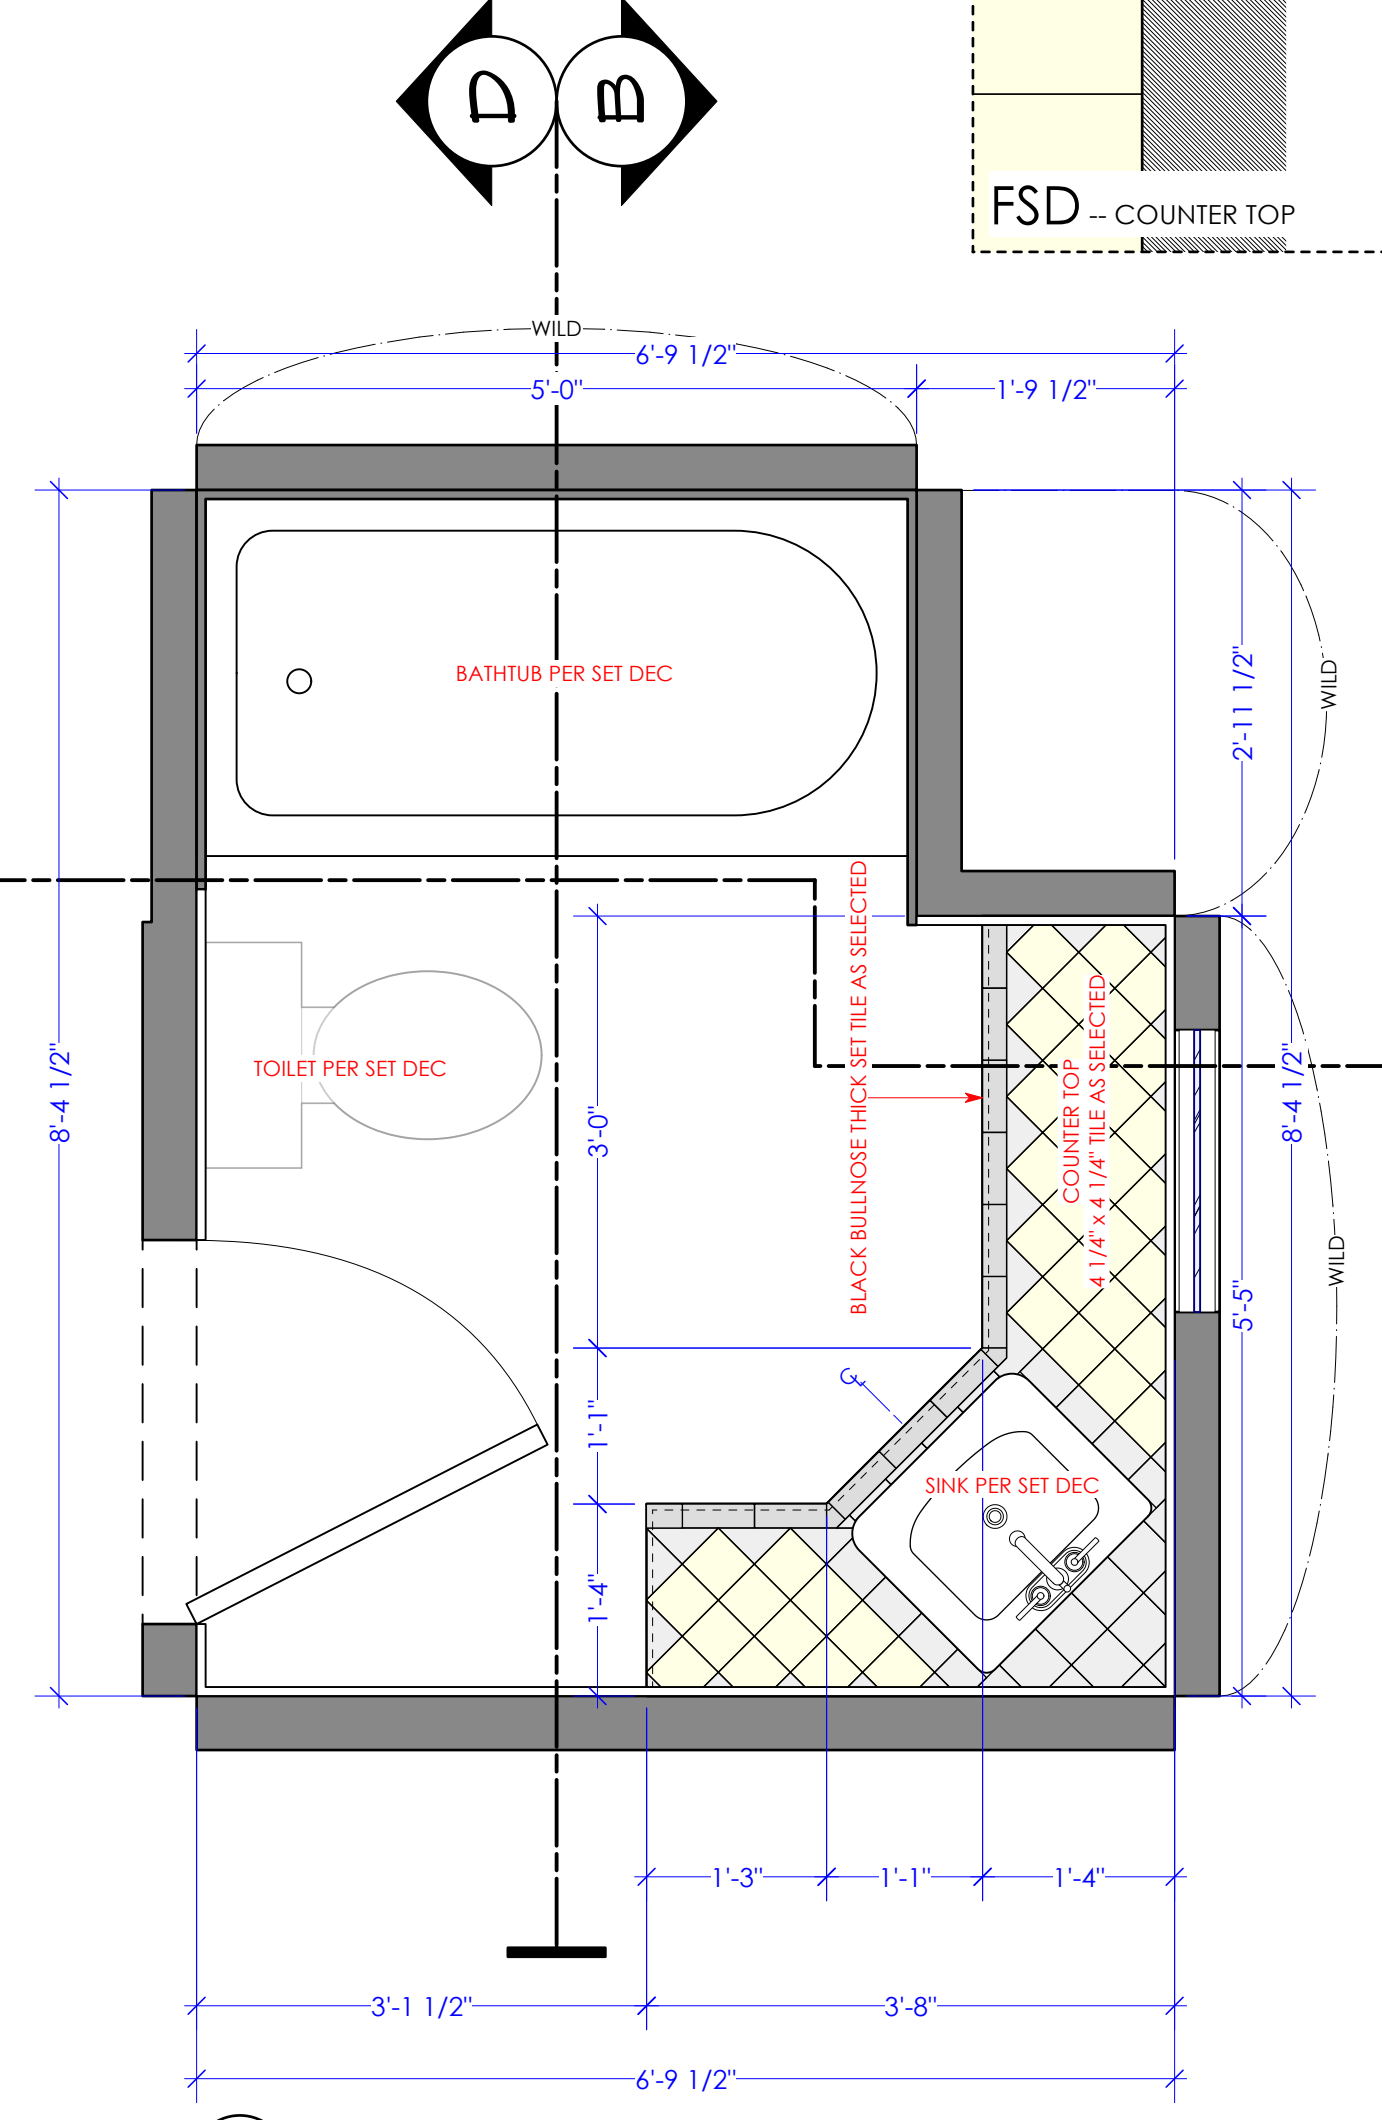 D
B
FSD -- COUNTER TOP
WILD
6'-9 1/2"
5'-0"
1'-9 1/2"
BATHTUB PER SET DEC
2'-11 1/2"
WILD
BLACK BULLNOSE THICK SET TILE AS SELECTED
COUNTER TOP
4 1/4" x 4 1/4" TILE AS SELECTED
TOILET PER SET DEC
8'-4 1/2"
3'-0"
8'-4 1/2"
WILD
5'-5"
℄
1'-1"
SINK PER SET DEC
1'-4"
1'-3"
1'-1"
1'-4"
3'-1 1/2"
3'-8"
6'-9 1/2"